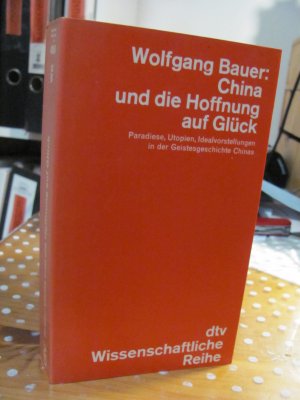 Wolfgang Bauer:
China
und die Hoffnung
auf Glück
Paradiese, Utopien, Idealvorstellungen
in der Geistesgeschichte Chinas
dtv
Wissenschaftliche
Reihe